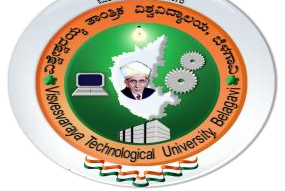 ವಿಶ್ವೇಶ್ವರಯ್ಯ ತಾಂತ್ರಿಕ ವಿಶ್ವವಿದ್ಯಾಲಯ, ಬೆಳಗಾವಿ
Visvesvaraya Technological University, Belagavi